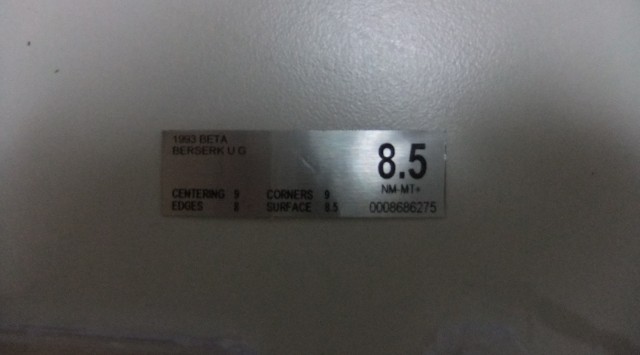 1993 BETA
BERSERK U G
8.5
NM-MT+
CENTERING 9 CORNERS 9
EDGES 8 SURFACE 8.5
0008686275